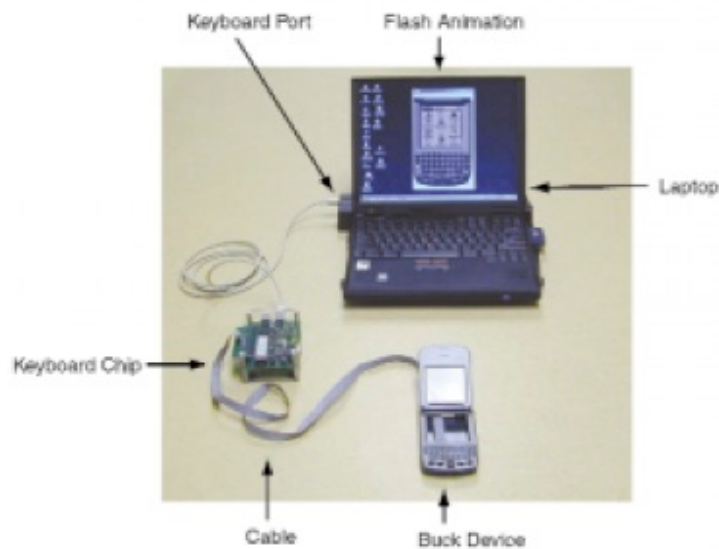 Keyboard Port
Flash Animation
Laptop
Keyboard Chip
Cable
Buck Device